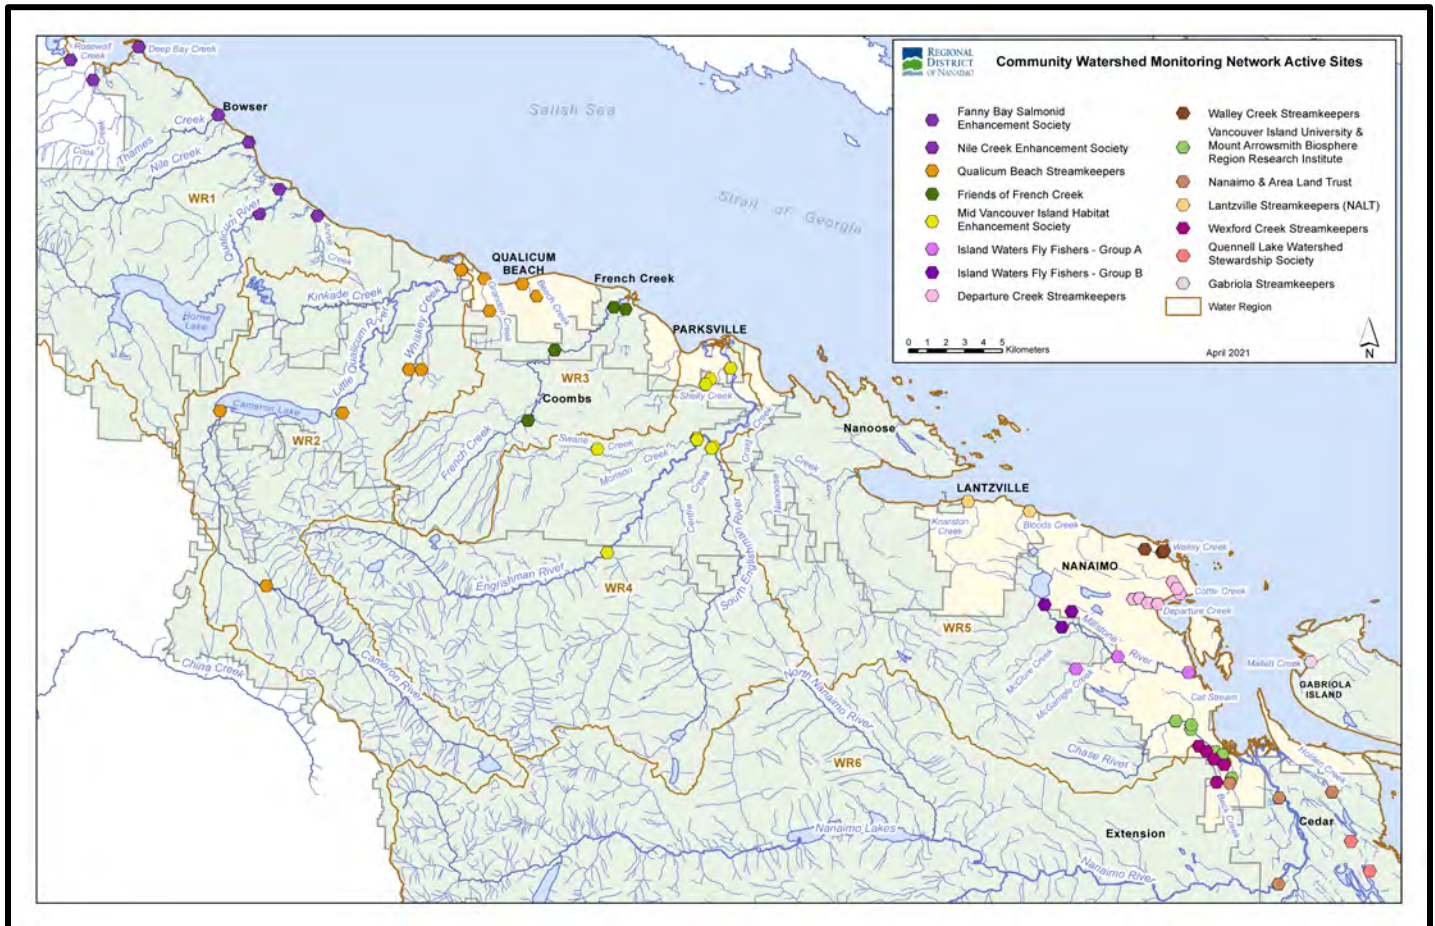 REGIONAL
DISTRICT
OF NANAIMO
Community Watershed Monitoring Network Active Sites
Fanny Bay Salmonid
Enhancement Society
Nile Creek Enhancement Society
Qualicum Beach Streamkeepers
Friends of French Creek
Mid Vancouver Island Habitat
Enhancement Society
Island Waters Fly Fishers - Group A
Island Waters Fly Fishers - Group B
Departure Creek Streamkeepers
Walley Creek Streamkeepers
Vancouver Island University &
Mount Arrowsmith Biosphere
Region Research Institute
Nanaimo & Area Land Trust
Lantzville Streamkeepers (NALT)
Wexford Creek Streamkeepers
Quennell Lake Watershed
Stewardship Society
Gabriola Streamkeepers
Water Region
0 1 2 3 4 5
Kilometers
April 2021
N
Rosewall
Creek
Deep Bay Creek
Cook Creek
Bowser
Thames Creek
Nile Creek
Salish Sea
Strait of Georgia
WR1
Qualicum River
Annie Creek
Horne
Lake
Kinkade Creek
Little Qualicum River
Whiskey Creek
QUALICUM
BEACH
Grandon Creek
Beach Creek
French Creek
PARKSVILLE
WR3
Shelly Creek
Coombs
Cameron Lake
WR2
French Creek
Swane Creek
Morison Creek
Centre Creek
Craig Creek
Nanoose
Nanoose Creek
LANTZVILLE
Knarston
Creek
Bloods Creek
Walley Creek
NANAIMO
Cottle Creek
Departure Creek
Englishman River
WR4
South Englishman River
WR5
Millstone River
McClure Creek
McGarrigle Creek
Cat Stream
Mallett Creek
GABRIOLA
ISLAND
China Creek
Cameron River
North Nanaimo River
Chase River
Holden Creek
WR6
Beck Creek
Cedar
Extension
Nanaimo Lakes
Nanaimo River